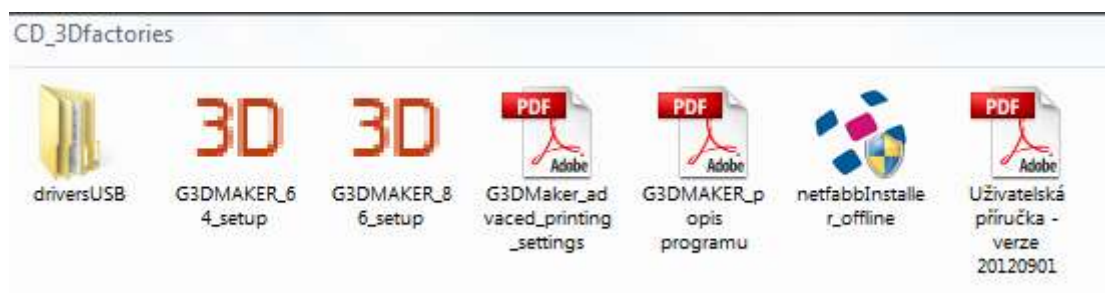 CD_3Dfactories
PDF
Adobe
PDF
Adobe
PDF
Adobe
3D
3D
driversUSB
G3DMAKER_6
4_setup
G3DMAKER_8
6_setup
G3DMaker_ad
vaced_printing
_settings
G3DMAKER_p
opis
programu
netfabbInstalle
r_offline
Uživatelská
příručka -
verze
20120901